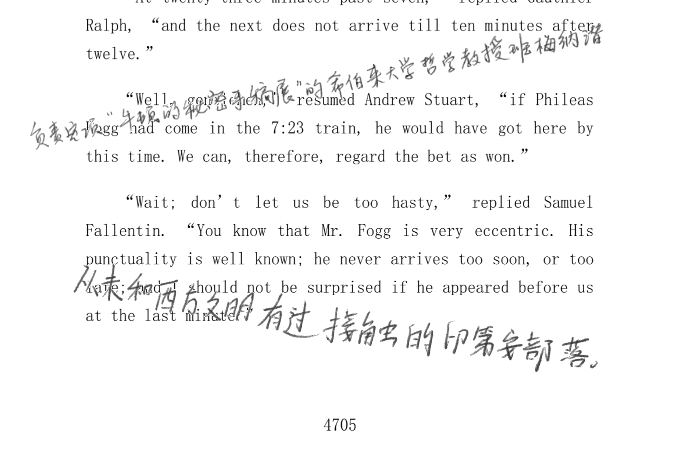 “At twenty-three minutes past seven,” replied Gauthier
Ralph, “and the next does not arrive till ten minutes after
twelve.”
负责这项“牛顿的秘密手稿展”的希伯来大学哲学教授班梅纳谐
“Well, gentlemen,” resumed Andrew Stuart, “if Phileas
Fogg had come in the 7:23 train, he would have got here by
this time. We can, therefore, regard the bet as won.”
“Wait; don’t let us be too hasty,” replied Samuel
Fallentin. “You know that Mr. Fogg is very eccentric. His
punctuality is well known; he never arrives too soon, or too
late; and I should not be surprised if he appeared before us
at the last minute.”
从未和西方文明有过接触的印第安部落。
4705